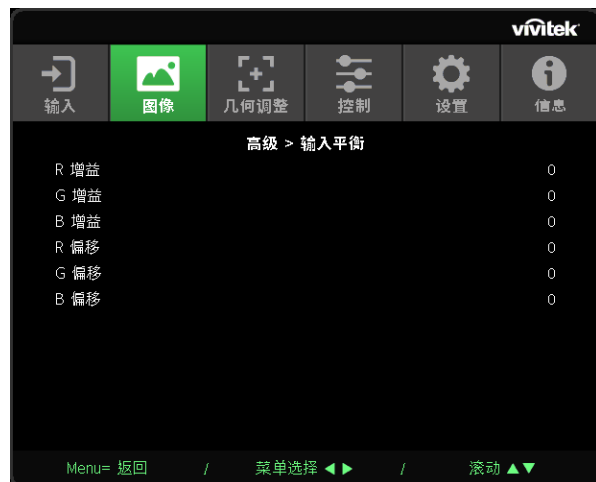 vivitek
输入 图像 几何调整 控制 设置 信息
高级 > 输入平衡
R 增益 0
G 增益 0
B 增益 0
R 偏移 0
G 偏移 0
B 偏移 0
Menu= 返回 / 菜单选择 ◀ ▶ / 滚动 ▲▼